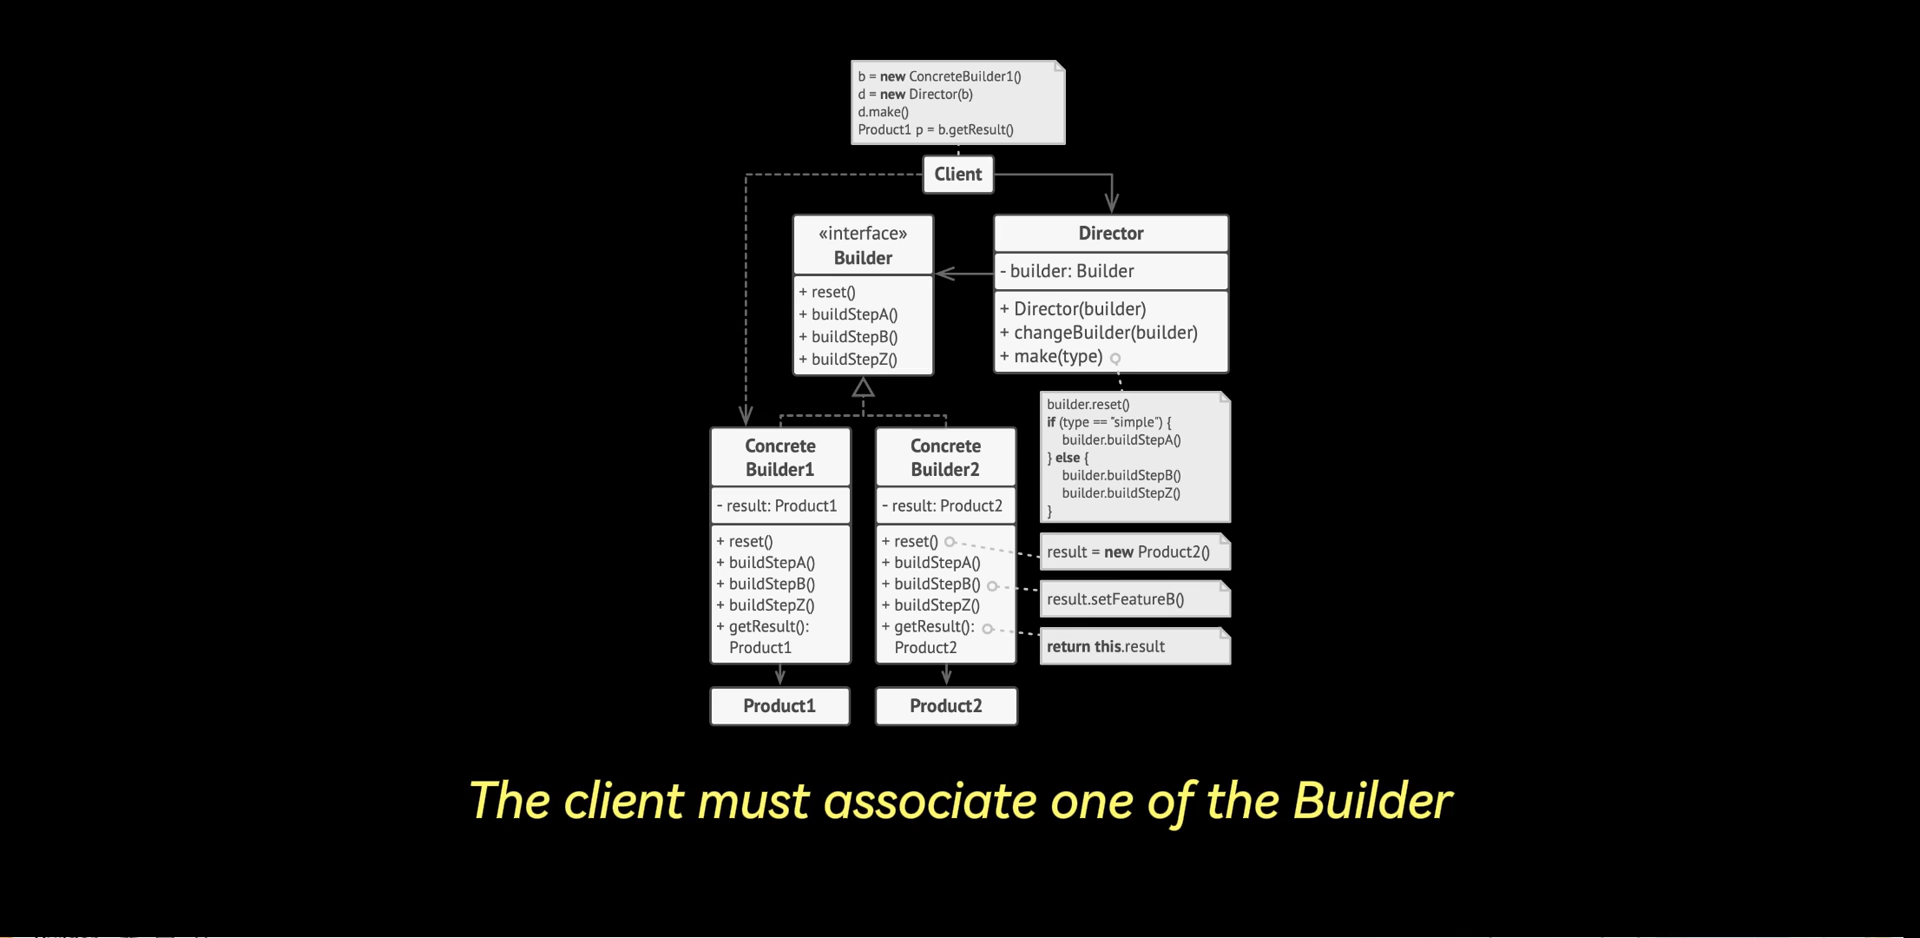 b = new ConcreteBuilder1()
d = new Director(b)
d.make()
Product1 p = b.getResult()
Client
«interface»
Builder
+ reset()
+ buildStepA()
+ buildStepB()
+ buildStepZ()
Director
- builder: Builder
+ Director(builder)
+ changeBuilder(builder)
+ make(type)
builder.reset()
if (type == "simple") {
builder.buildStepA()
} else {
builder.buildStepB()
builder.buildStepZ()
}
Concrete
Builder1
- result: Product1
+ reset()
+ buildStepA()
+ buildStepB()
+ buildStepZ()
+ getResult():
Product1
Concrete
Builder2
- result: Product2
+ reset()
+ buildStepA()
+ buildStepB()
+ buildStepZ()
+ getResult():
Product2
result = new Product2()
result.setFeatureB()
return this.result
Product1
Product2
The client must associate one of the Builder